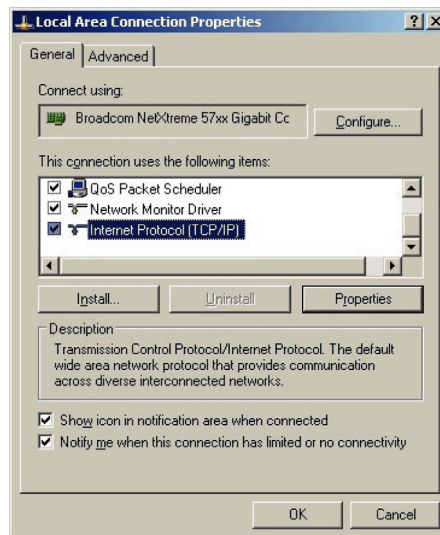 Local Area Connection Properties
General Advanced
Connect using:
Broadcom NetXtreme 57xx Gigabit Cc
Configure...
This connection uses the following items:
QoS Packet Scheduler
Network Monitor Driver
Internet Protocol (TCP/IP)
Install... Uninstall Properties
Description
Transmission Control Protocol/Internet Protocol. The default
wide area network protocol that provides communication
across diverse interconnected networks.
Show icon in notification area when connected
Notify me when this connection has limited or no connectivity
OK Cancel